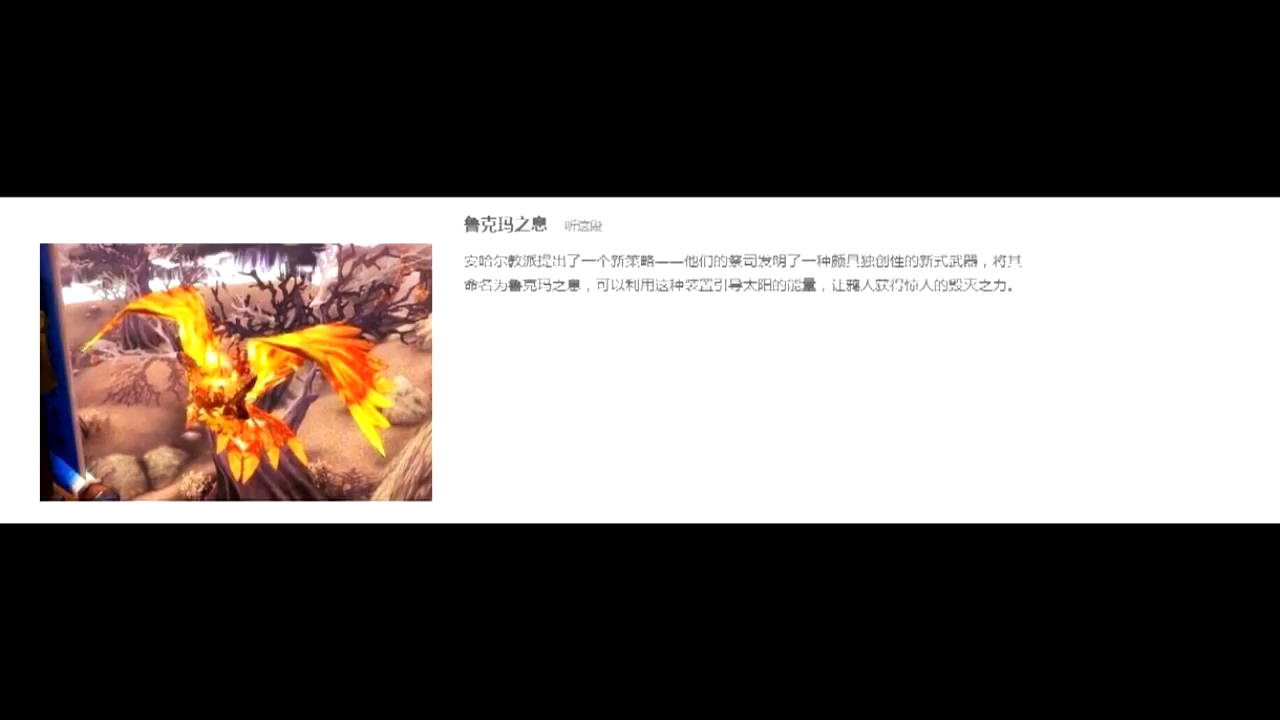 鲁克玛之息 听这段
安哈尔教派提出了一个新策略——他们的祭司发明了一种颇具独创性的新式武器，将其
命名为鲁克玛之息，可以利用这种装置引导太阳的能量，让鸦人获得惊人的毁灭之力。